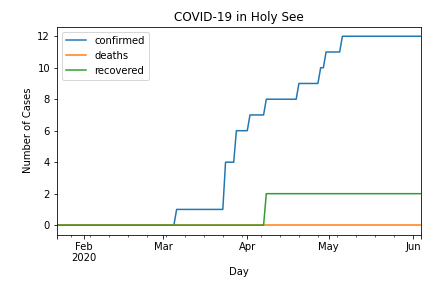 COVID-19 in Holy See
confirmed
deaths
recovered
Number of Cases
12
10
8
6
4
2
0
Feb
2020
Mar
Apr
May
Jun
Day